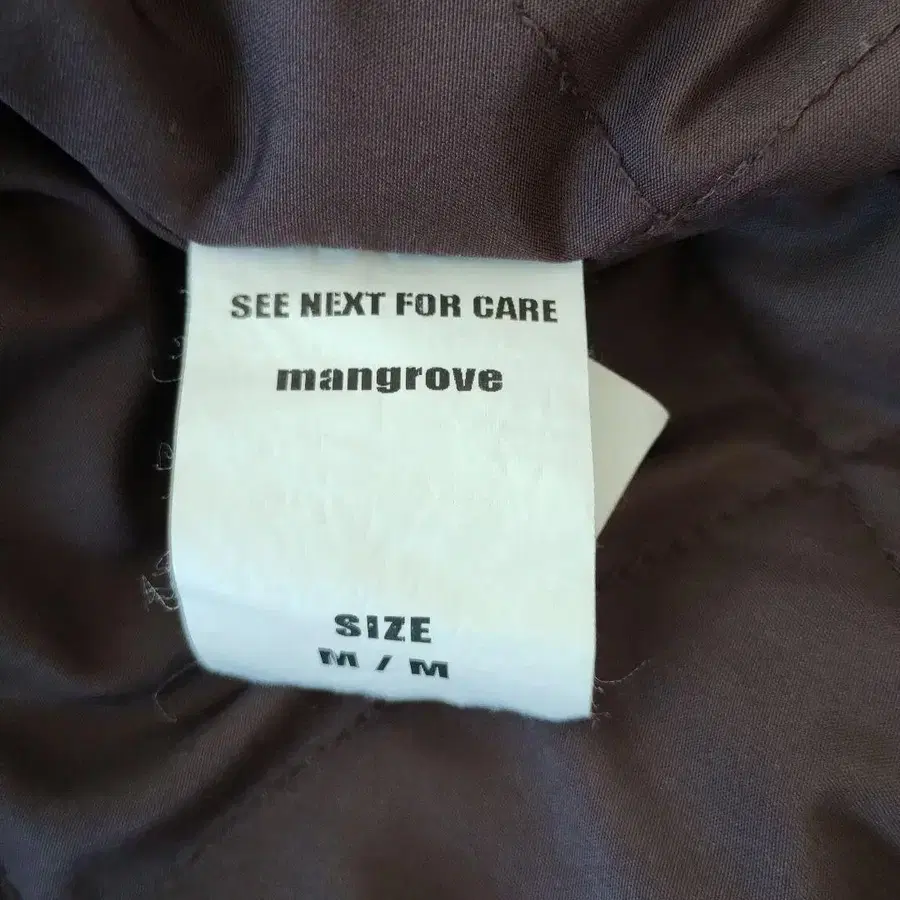 SEE NEXT FOR CARE
mangrove
SIZE
M / M